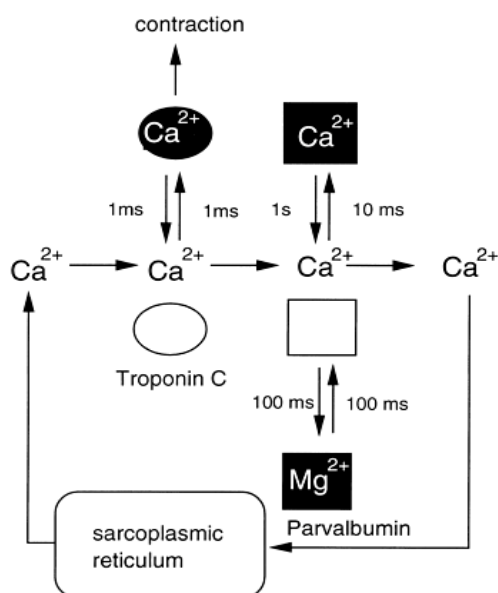 contraction
Ca²⁺ Ca²⁺
1ms 1ms 1s 10 ms
Ca²⁺ Ca²⁺ Ca²⁺ Ca²⁺
Troponin C
100 ms 100 ms
Mg²⁺
Parvalbumin
sarcoplasmic
reticulum